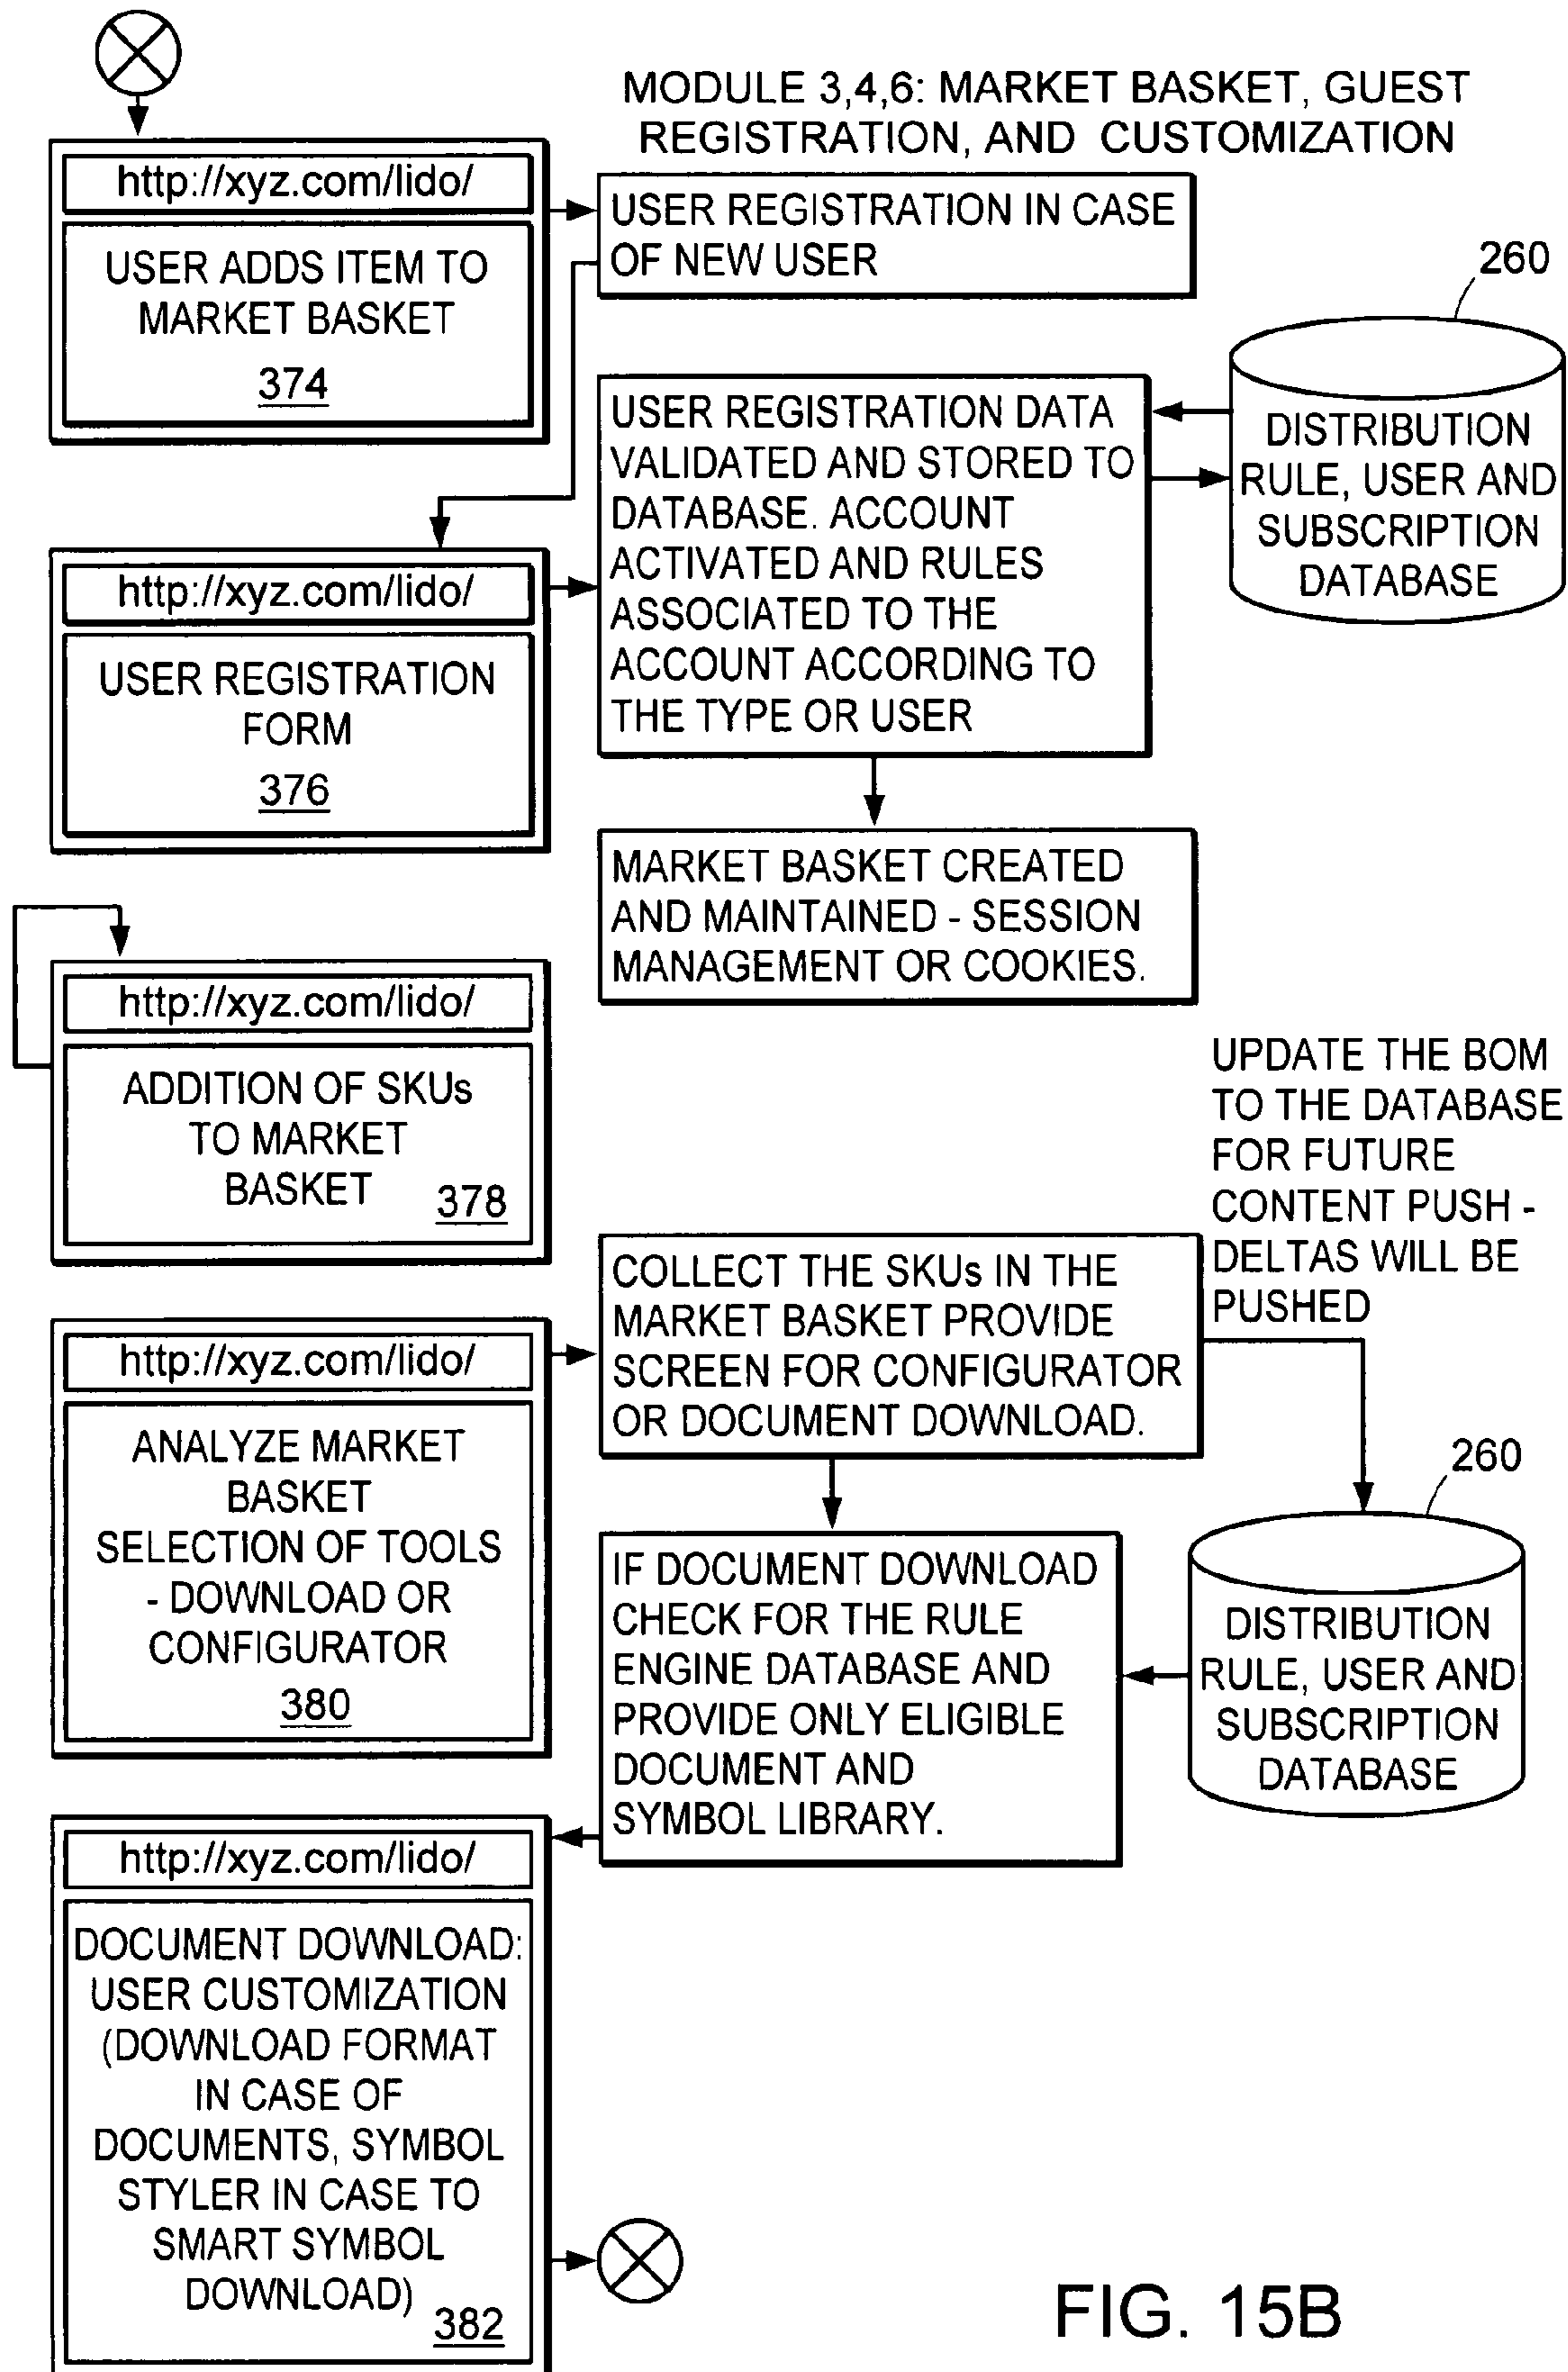 MODULE 3,4,6: MARKET BASKET, GUEST
REGISTRATION, AND CUSTOMIZATION
http://xyz.com/lido/
USER ADDS ITEM TO
MARKET BASKET
374
USER REGISTRATION IN CASE
OF NEW USER
260
DISTRIBUTION
RULE, USER AND
SUBSCRIPTION
DATABASE
USER REGISTRATION DATA
VALIDATED AND STORED TO
DATABASE. ACCOUNT
ACTIVATED AND RULES
ASSOCIATED TO THE
ACCOUNT ACCORDING TO
THE TYPE OR USER
http://xyz.com/lido/
USER REGISTRATION
FORM
376
MARKET BASKET CREATED
AND MAINTAINED - SESSION
MANAGEMENT OR COOKIES.
http://xyz.com/lido/
ADDITION OF SKUs
TO MARKET
BASKET
378
UPDATE THE BOM
TO THE DATABASE
FOR FUTURE
CONTENT PUSH -
DELTAS WILL BE
PUSHED
COLLECT THE SKUs IN THE
MARKET BASKET PROVIDE
SCREEN FOR CONFIGURATOR
OR DOCUMENT DOWNLOAD.
http://xyz.com/lido/
ANALYZE MARKET
BASKET
SELECTION OF TOOLS
- DOWNLOAD OR
CONFIGURATOR
380
260
DISTRIBUTION
RULE, USER AND
SUBSCRIPTION
DATABASE
IF DOCUMENT DOWNLOAD
CHECK FOR THE RULE
ENGINE DATABASE AND
PROVIDE ONLY ELIGIBLE
DOCUMENT AND
SYMBOL LIBRARY.
http://xyz.com/lido/
DOCUMENT DOWNLOAD:
USER CUSTOMIZATION
(DOWNLOAD FORMAT
IN CASE OF
DOCUMENTS, SYMBOL
STYLER IN CASE TO
SMART SYMBOL
DOWNLOAD)
382
FIG. 15B